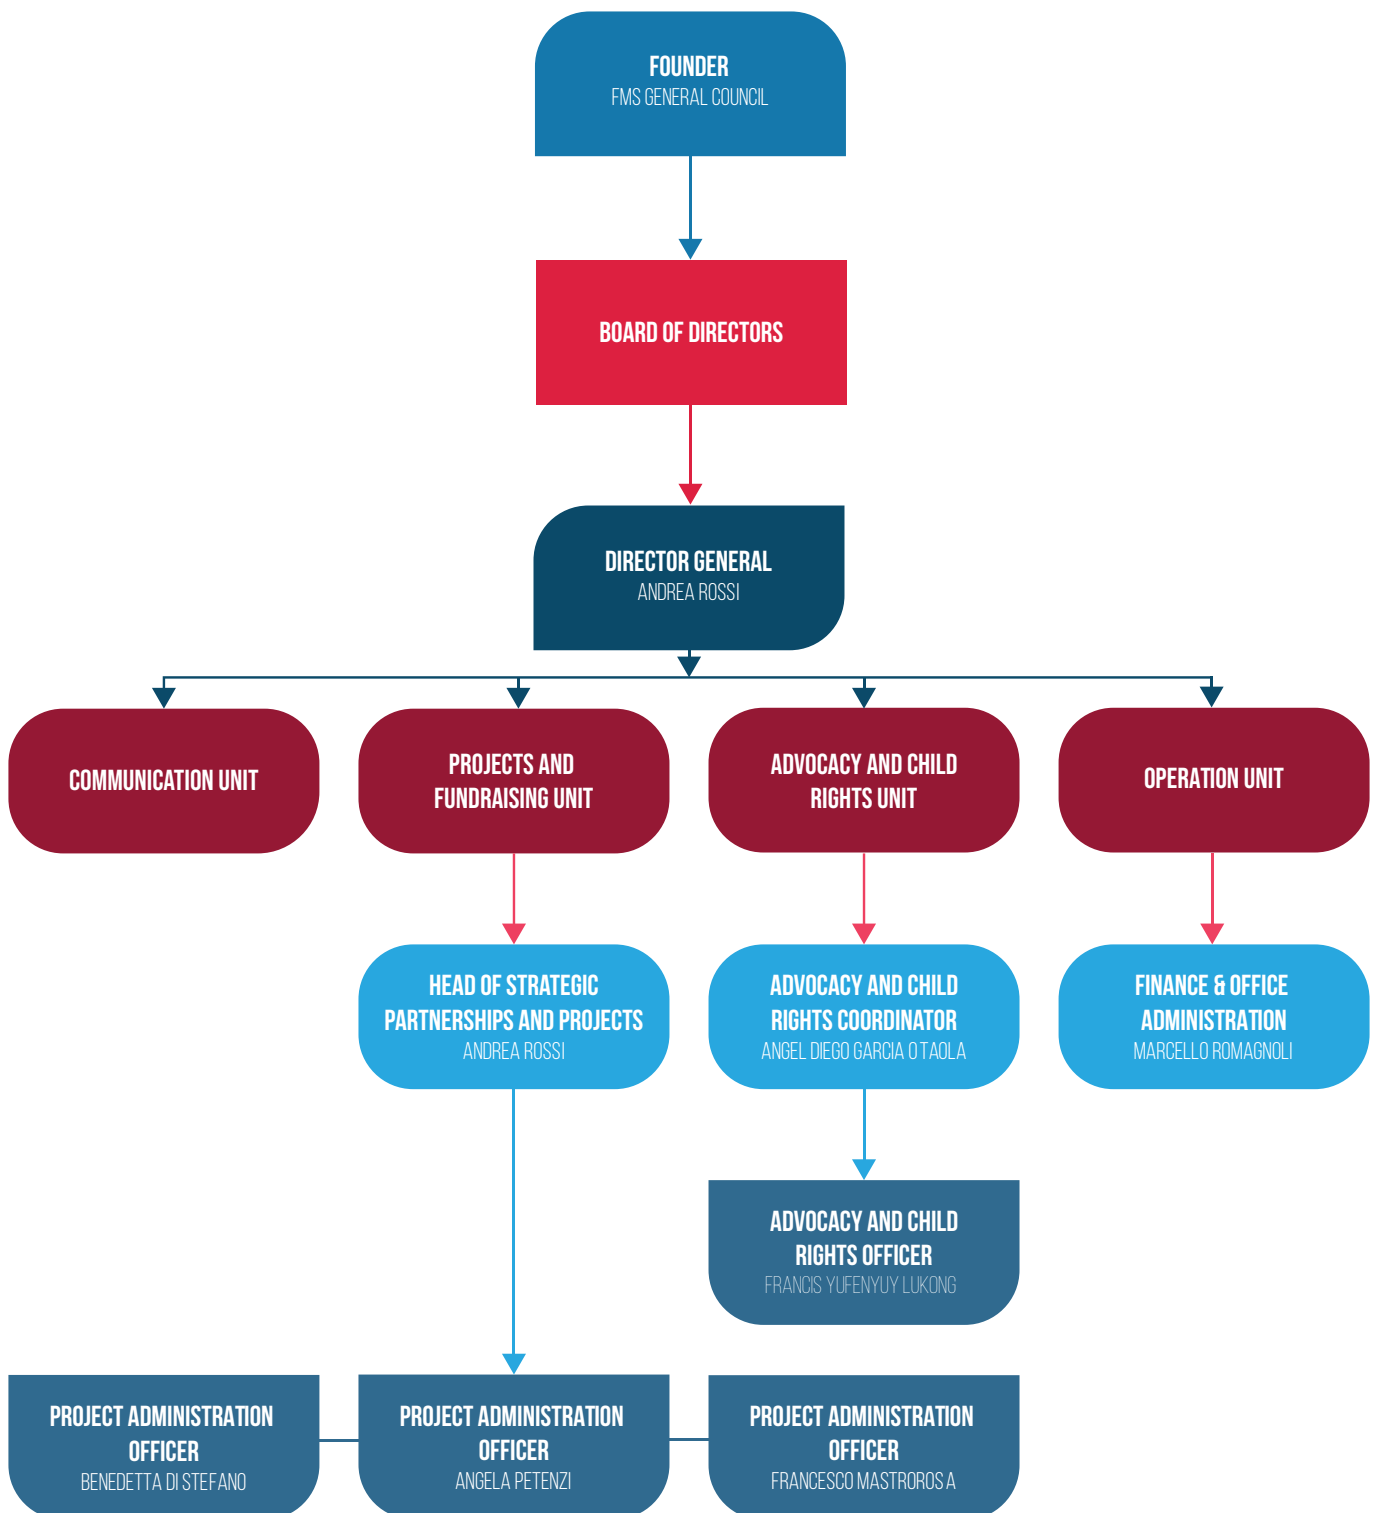 FOUNDER
FMS GENERAL COUNCIL
BOARD OF DIRECTORS
DIRECTOR GENERAL
ANDREA ROSSI
COMMUNICATION UNIT
PROJECTS AND
FUNDRAISING UNIT
ADVOCACY AND CHILD
RIGHTS UNIT
OPERATION UNIT
HEAD OF STRATEGIC
PARTNERSHIPS AND PROJECTS
ANDREA ROSSI
ADVOCACY AND CHILD
RIGHTS COORDINATOR
ANGEL DIEGO GARCIA OTAOLA
FINANCE & OFFICE
ADMINISTRATION
MARCELLO ROMAGNOLI
ADVOCACY AND CHILD
RIGHTS OFFICER
FRANCIS YUFENYUY LUKONG
PROJECT ADMINISTRATION
OFFICER
BENEDETTA DI STEFANO
PROJECT ADMINISTRATION
OFFICER
ANGELA PETENZI
PROJECT ADMINISTRATION
OFFICER
FRANCESCO MASTROROSA